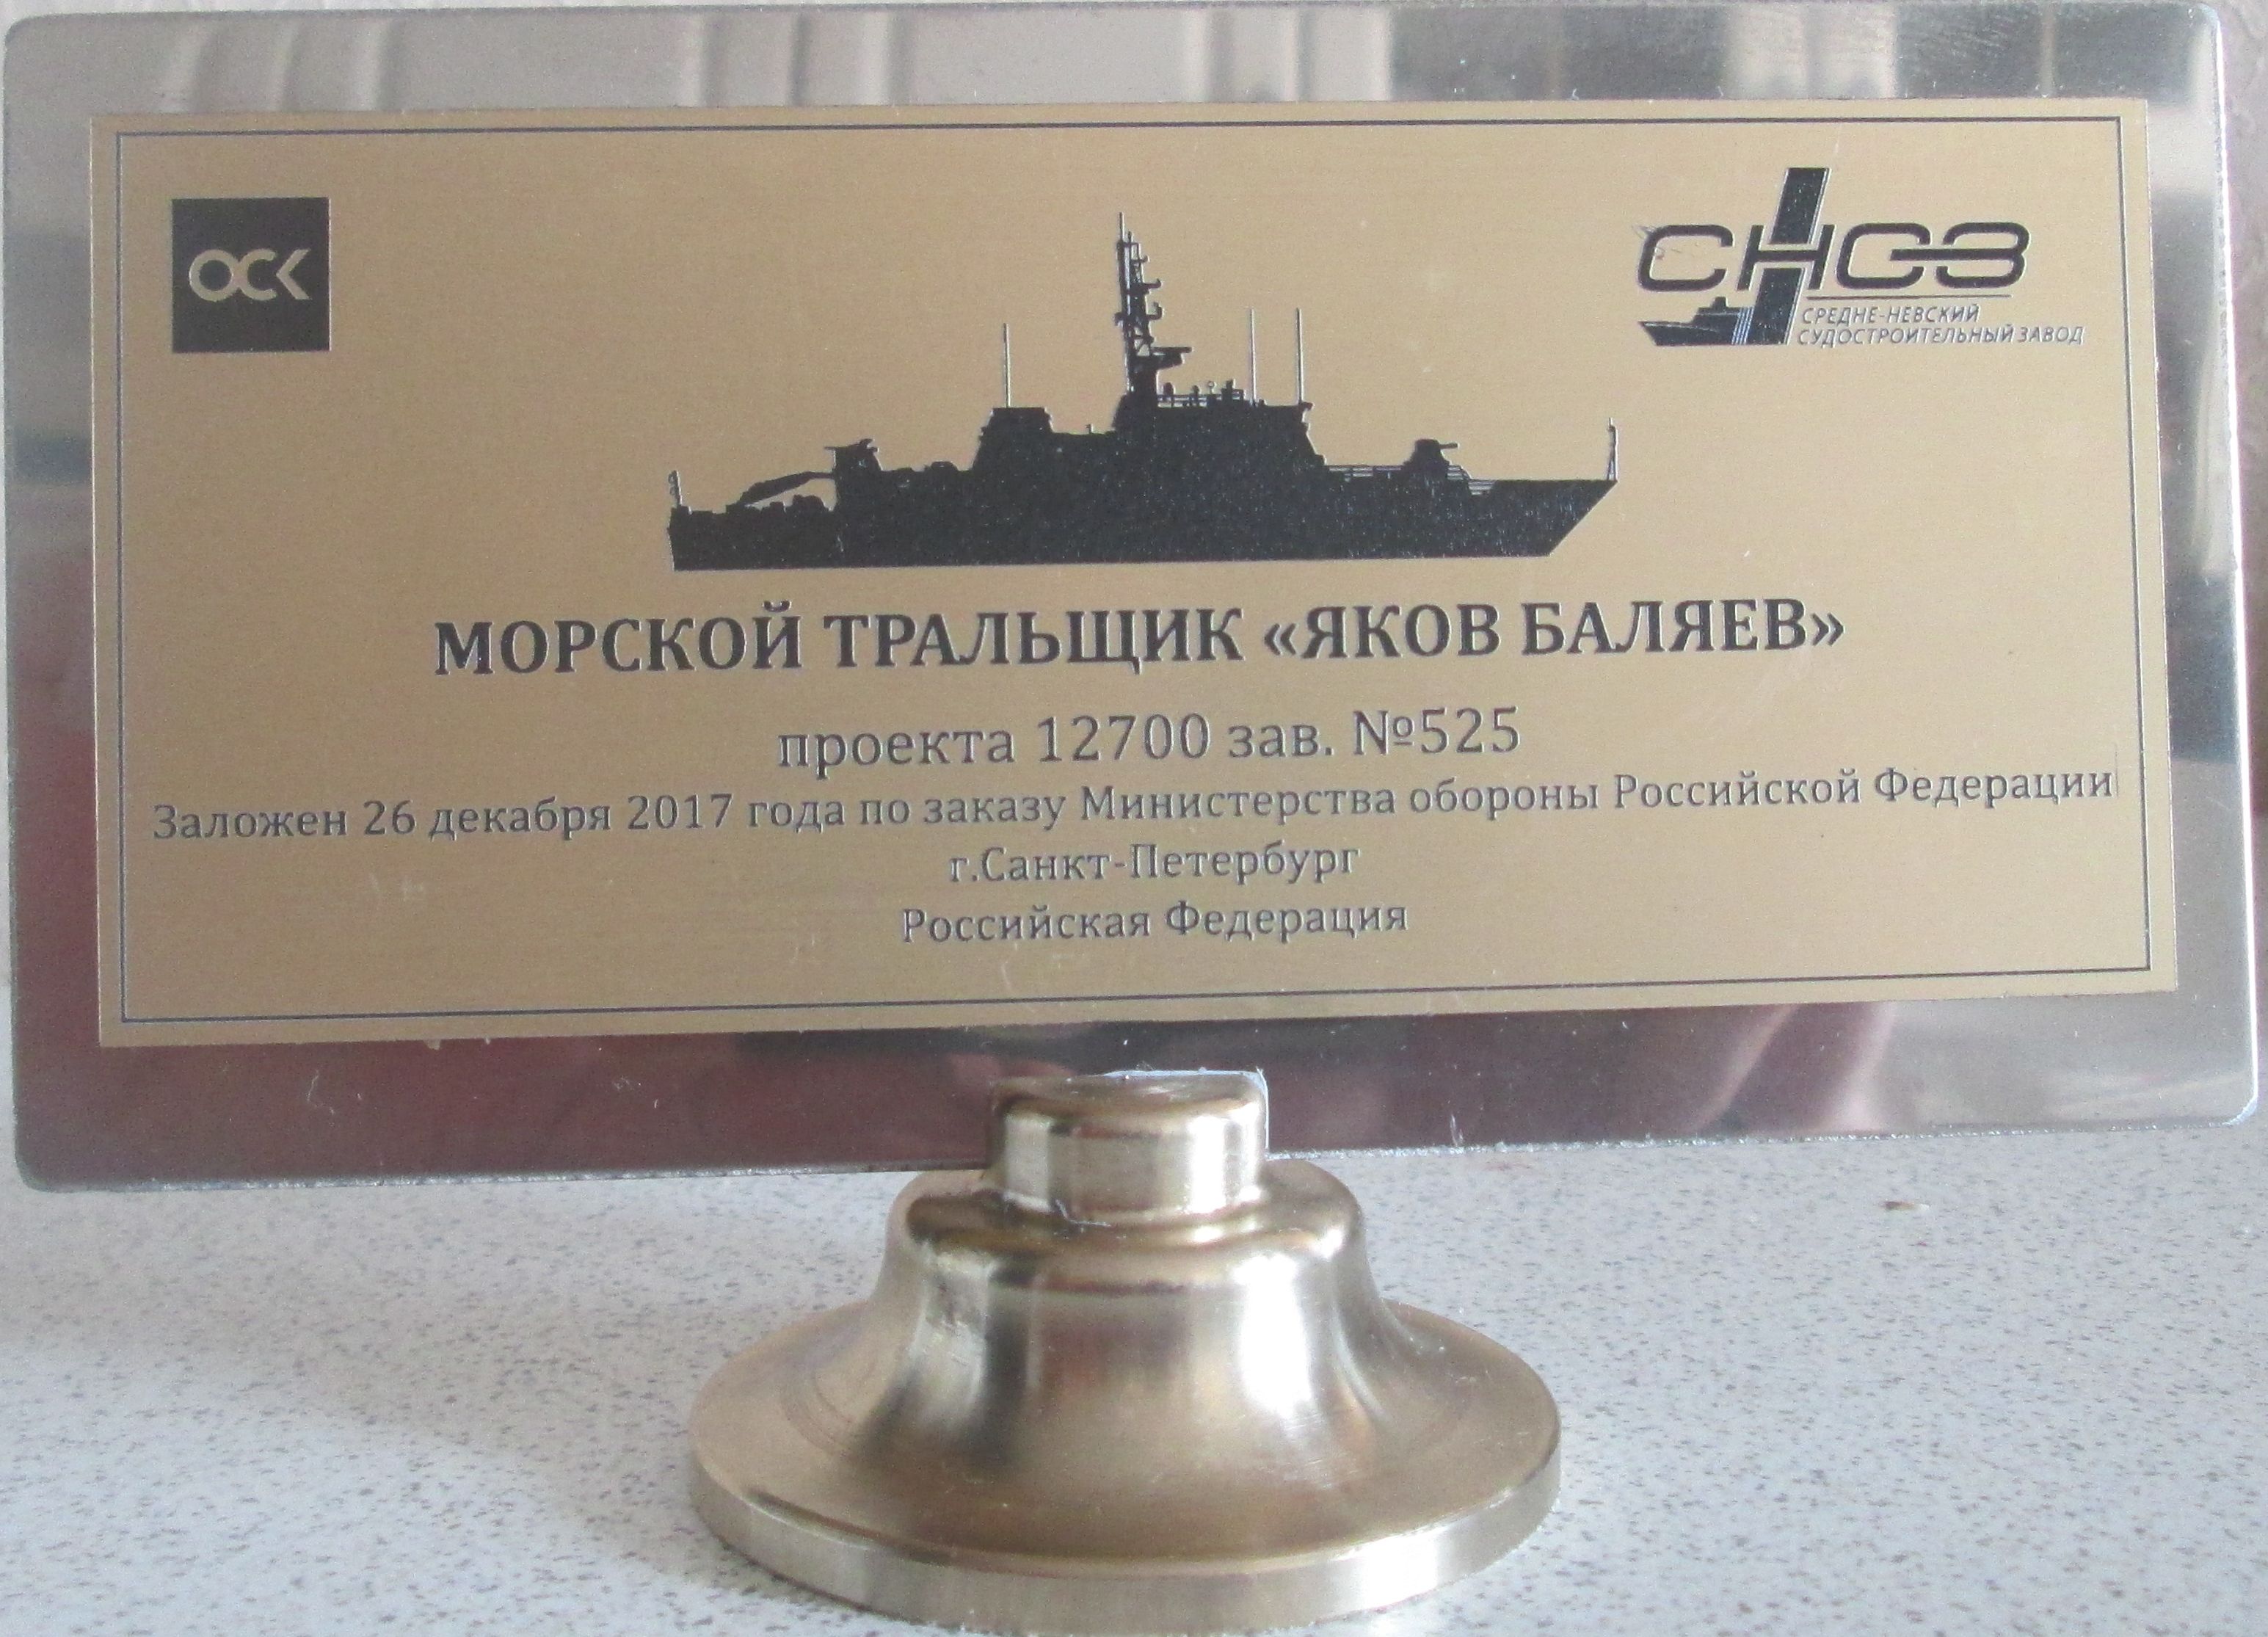 ОСК
СНСЗ
СРЕДНЕ-НЕВСКИЙ
СУДОСТРОИТЕЛЬНЫЙ ЗАВОД
МОРСКОЙ ТРАЛЬЩИК «ЯКОВ БАЛЯЕВ»
проекта 12700 зав. №525
Заложен 26 декабря 2017 года по заказу Министерства обороны Российской Федерации
г.Санкт-Петербург
Российская Федерация